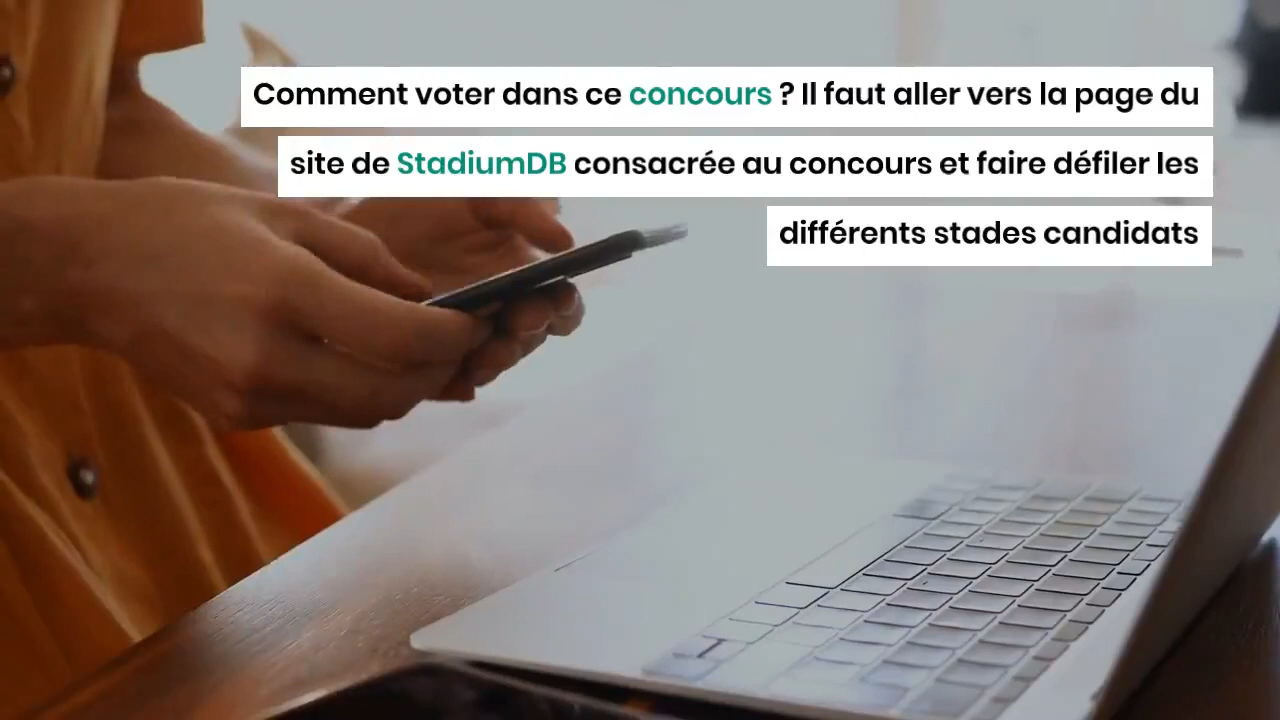 Comment voter dans ce concours ? Il faut aller vers la page du
site de StadiumDB consacrée au concours et faire défiler les
différents stades candidats